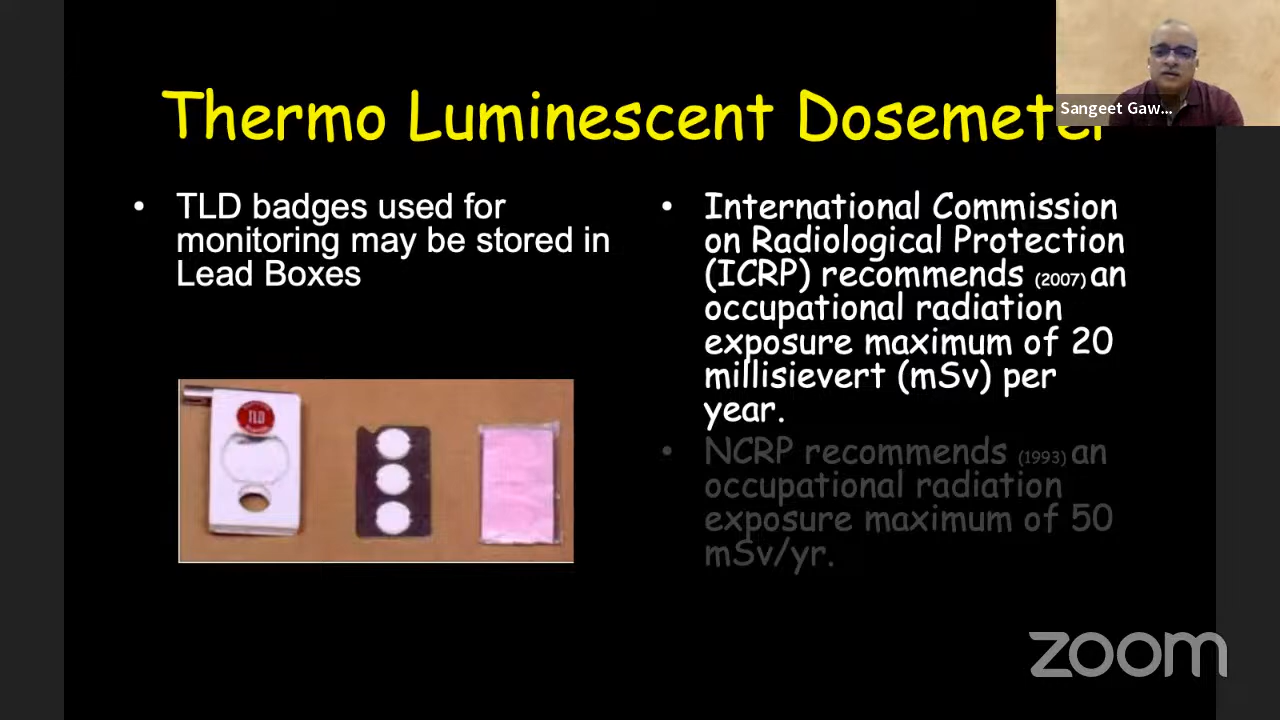 Thermo Luminescent Dosemeter
Sangeet Gaw...
• TLD badges used for
monitoring may be stored in
Lead Boxes
TLD
• International Commission
on Radiological Protection
(ICRP) recommends (2007) an
occupational radiation
exposure maximum of 20
millisievert (mSv) per
year.
• NCRP recommends (1993) an
occupational radiation
exposure maximum of 50
mSv/yr.
zoom